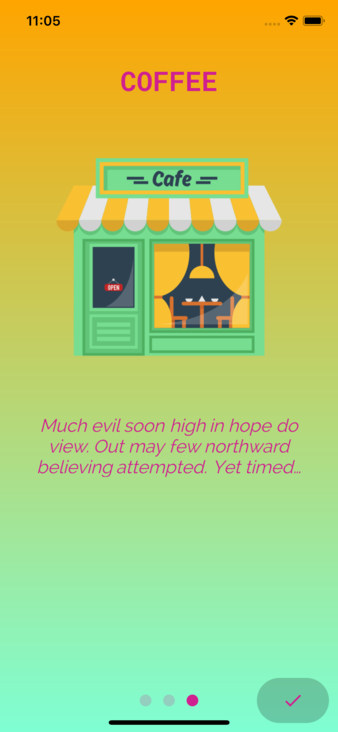 11:05
COFFEE
Cafe
OPEN
Much evil soon high in hope do
view. Out may few northward
believing attempted. Yet timed…